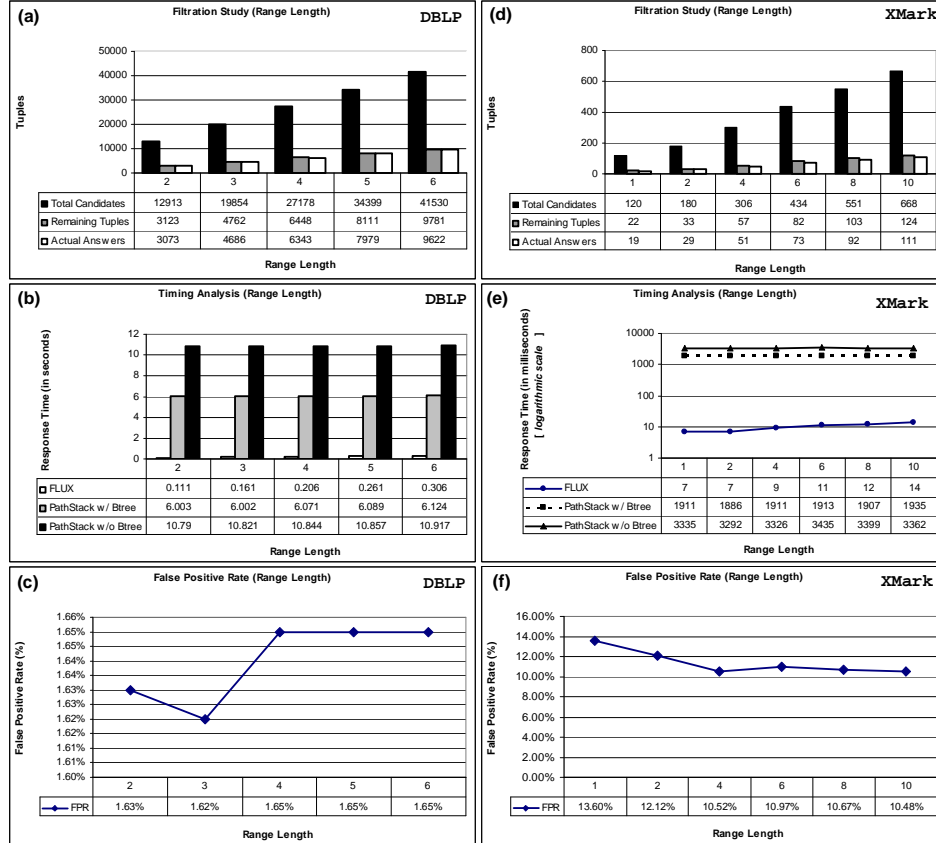 (a)
Filtration Study (Range Length)
DBLP
Tuples
50000
40000
30000
20000
10000
0
2 3 4 5 6
Total Candidates 12913 19854 27178 34399 41530
Remaining Tuples 3123 4762 6448 8111 9781
Actual Answers 3073 4686 6343 7979 9622
Range Length
(d)
Filtration Study (Range Length)
XMark
Tuples
800
600
400
200
0
1 2 4 6 8 10
Total Candidates 120 180 306 434 551 668
Remaining Tuples 22 33 57 82 103 124
Actual Answers 19 29 51 73 92 111
Range Length
(b)
Timing Analysis (Range Length)
DBLP
Response Time (in seconds)
12
10
8
6
4
2
0
2 3 4 5 6
FLUX 0.111 0.161 0.206 0.261 0.306
PathStack w/ Btree 6.003 6.002 6.071 6.089 6.124
PathStack w/o Btree 10.79 10.821 10.844 10.857 10.917
Range Length
(e)
Timing Analysis (Range Length)
XMark
Response Time (in milliseconds)
[ logarithmic scale ]
10000
1000
100
10
1
1 2 4 6 8 10
FLUX 7 7 9 11 12 14
PathStack w/ Btree 1911 1886 1911 1913 1907 1935
PathStack w/o Btree 3335 3292 3326 3435 3399 3362
Range Length
(c)
False Positive Rate (Range Length)
DBLP
False Positive Rate (%)
1.66%
1.65%
1.65%
1.64%
1.64%
1.63%
1.63%
1.62%
1.62%
1.61%
1.61%
1.60%
1.60%
2 3 4 5 6
FPR 1.63% 1.62% 1.65% 1.65% 1.65%
Range Length
(f)
False Positive Rate (Range Length)
XMark
False Positive Rate (%)
16.00%
14.00%
12.00%
10.00%
8.00%
6.00%
4.00%
2.00%
0.00%
1 2 4 6 8 10
FPR 13.60% 12.12% 10.52% 10.97% 10.67% 10.48%
Range Length